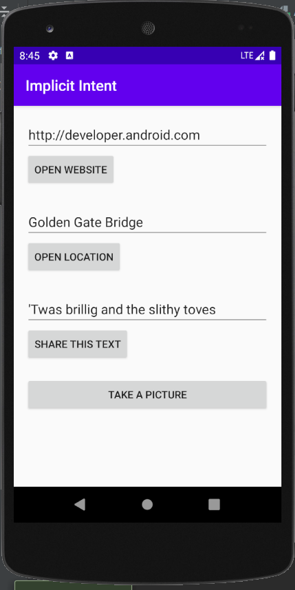 8:45
LTE
Implicit Intent
http://developer.android.com
OPEN WEBSITE
Golden Gate Bridge
OPEN LOCATION
'Twas brillig and the slithy toves
SHARE THIS TEXT
TAKE A PICTURE